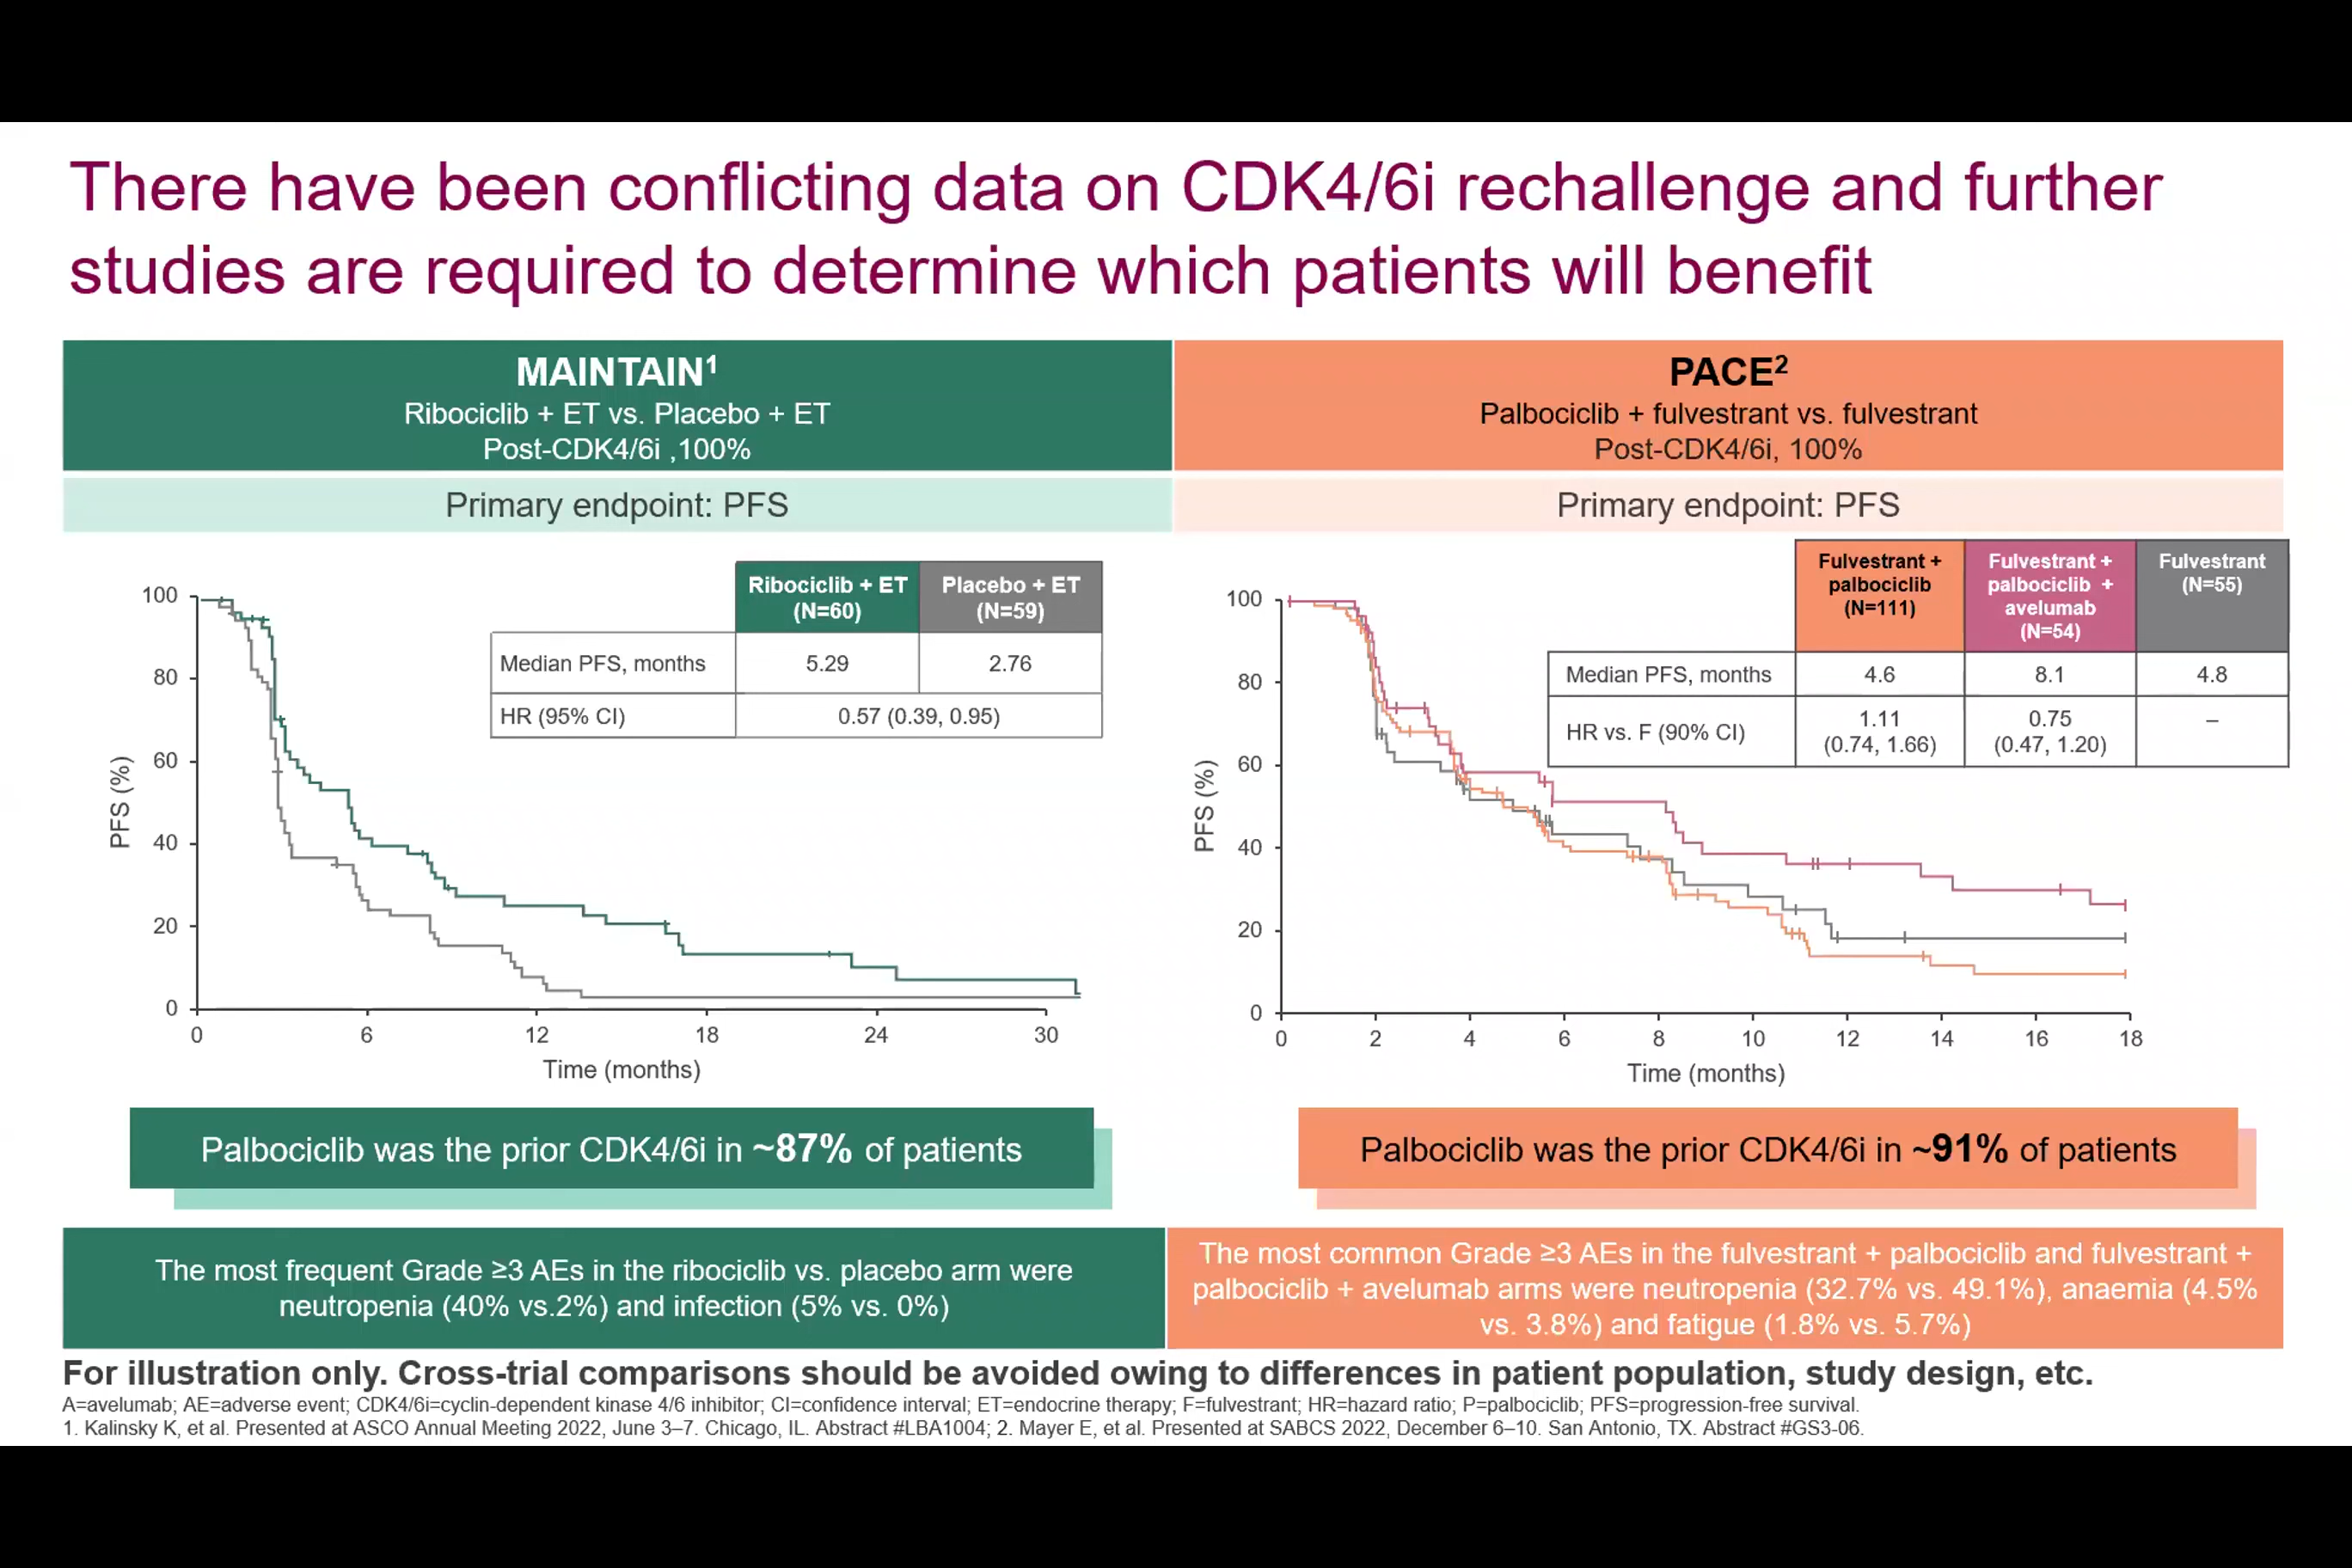 There have been conflicting data on CDK4/6i rechallenge and further
studies are required to determine which patients will benefit
MAINTAIN¹
Ribociclib + ET vs. Placebo + ET
Post-CDK4/6i ,100%
Primary endpoint: PFS
Ribociclib + ET
(N=60)
Placebo + ET
(N=59)
Median PFS, months 5.29 2.76
HR (95% CI) 0.57 (0.39, 0.95)
PFS (%)
100
80
60
40
20
0
0 6 12 18 24 30
Time (months)
Palbociclib was the prior CDK4/6i in ~87% of patients
The most frequent Grade ≥3 AEs in the ribociclib vs. placebo arm were
neutropenia (40% vs.2%) and infection (5% vs. 0%)
PACE²
Palbociclib + fulvestrant vs. fulvestrant
Post-CDK4/6i, 100%
Primary endpoint: PFS
Fulvestrant +
palbociclib
(N=111)
Fulvestrant +
palbociclib +
avelumab
(N=54)
Fulvestrant
(N=55)
Median PFS, months 4.6 8.1 4.8
HR vs. F (90% CI) 1.11
(0.74, 1.66)
0.75
(0.47, 1.20)
–
PFS (%)
100
80
60
40
20
0
0 2 4 6 8 10 12 14 16 18
Time (months)
Palbociclib was the prior CDK4/6i in ~91% of patients
The most common Grade ≥3 AEs in the fulvestrant + palbociclib and fulvestrant +
palbociclib + avelumab arms were neutropenia (32.7% vs. 49.1%), anaemia (4.5%
vs. 3.8%) and fatigue (1.8% vs. 5.7%)
For illustration only. Cross-trial comparisons should be avoided owing to differences in patient population, study design, etc.
A=avelumab; AE=adverse event; CDK4/6i=cyclin-dependent kinase 4/6 inhibitor; CI=confidence interval; ET=endocrine therapy; F=fulvestrant; HR=hazard ratio; P=palbociclib; PFS=progression-free survival.
1. Kalinsky K, et al. Presented at ASCO Annual Meeting 2022, June 3–7. Chicago, IL. Abstract #LBA1004; 2. Mayer E, et al. Presented at SABCS 2022, December 6–10. San Antonio, TX. Abstract #GS3-06.